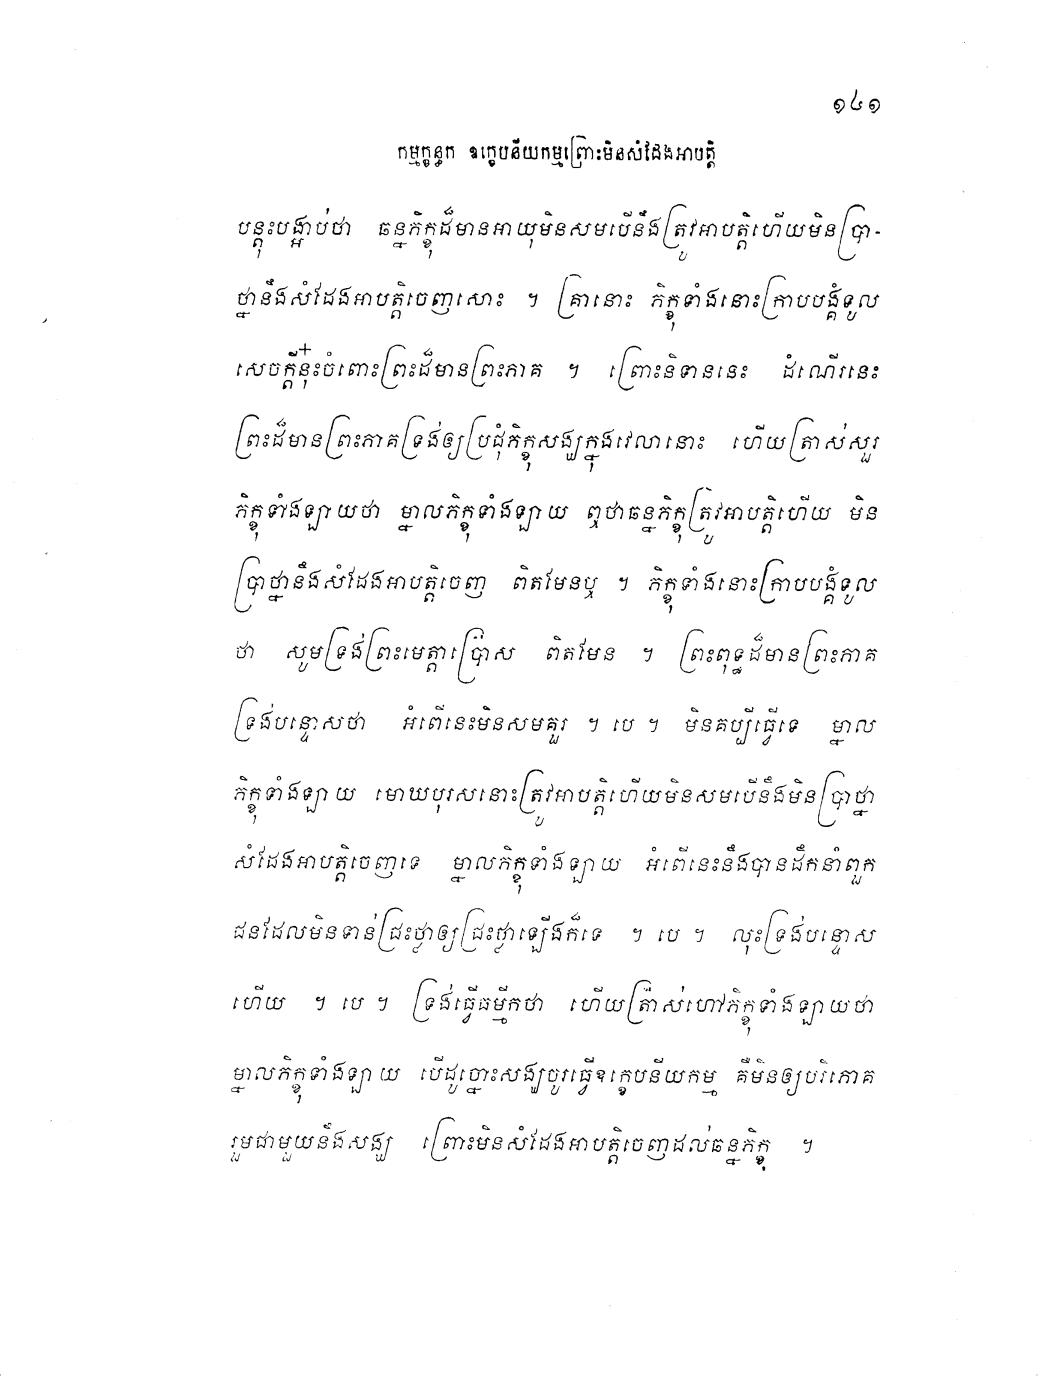 ១៤១
កម្មក្ខន្ធក ឧក្ខេបនីយកម្មព្រោះមិនសំដែងអាបត្តិ
បន្តុះបង្អាប់ថា ឆន្នភិក្ខុដ៏មានអាយុមិនសមបើនឹងត្រូវអាបត្តិហើយមិនប្រា-
ថ្នានឹងសំដែងអាបត្តិចេញសោះ ។ គ្រានោះ ភិក្ខុទាំងនោះក្រាបបង្គំទូល
សេចក្តីនុ៎ះចំពោះព្រះដ៏មានព្រះភាគ ។ ព្រោះនិទាននេះ ដំណើរនេះ
ព្រះដ៏មានព្រះភាគទ្រង់ឲ្យប្រជុំភិក្ខុសង្ឃក្នុងវេលានោះ ហើយត្រាស់សួរ
ភិក្ខុទាំងឡាយថា ម្នាលភិក្ខុទាំងឡាយ ឮថាឆន្នភិក្ខុត្រូវអាបត្តិហើយ មិន
ប្រាថ្នានឹងសំដែងអាបត្តិចេញ ពិតមែនឬ ។ ភិក្ខុទាំងនោះក្រាបបង្គំទូល
ថា សូមទ្រង់ព្រះមេត្តាប្រោស ពិតមែន ។ ព្រះពុទ្ធដ៏មានព្រះភាគ
ទ្រង់បន្ទោសថា អំពើនេះមិនសមគួរ ។ បេ ។ មិនគប្បីធ្វើទេ ម្នាល
ភិក្ខុទាំងឡាយ មោឃបុរសនោះត្រូវអាបត្តិហើយមិនសមបើនឹងមិនប្រាថ្នា
សំដែងអាបត្តិចេញទេ ម្នាលភិក្ខុទាំងឡាយ អំពើនេះនឹងបានដឹកនាំពួក
ជនដែលមិនទាន់ជ្រះថ្លាឲ្យជ្រះថ្លាឡើងក៏ទេ ។ បេ ។ លុះទ្រង់បន្ទោស
ហើយ ។ បេ ។ ទ្រង់ធ្វើធម្មីកថា ហើយត្រាស់ហៅភិក្ខុទាំងឡាយថា
ម្នាលភិក្ខុទាំងឡាយ បើដូច្នោះសង្ឃចូរធ្វើឧក្ខេបនីយកម្ម គឺមិនឲ្យបរិភោគ
រួមជាមួយនឹងសង្ឃ ព្រោះមិនសំដែងអាបត្តិចេញដល់ឆន្នភិក្ខុ ។